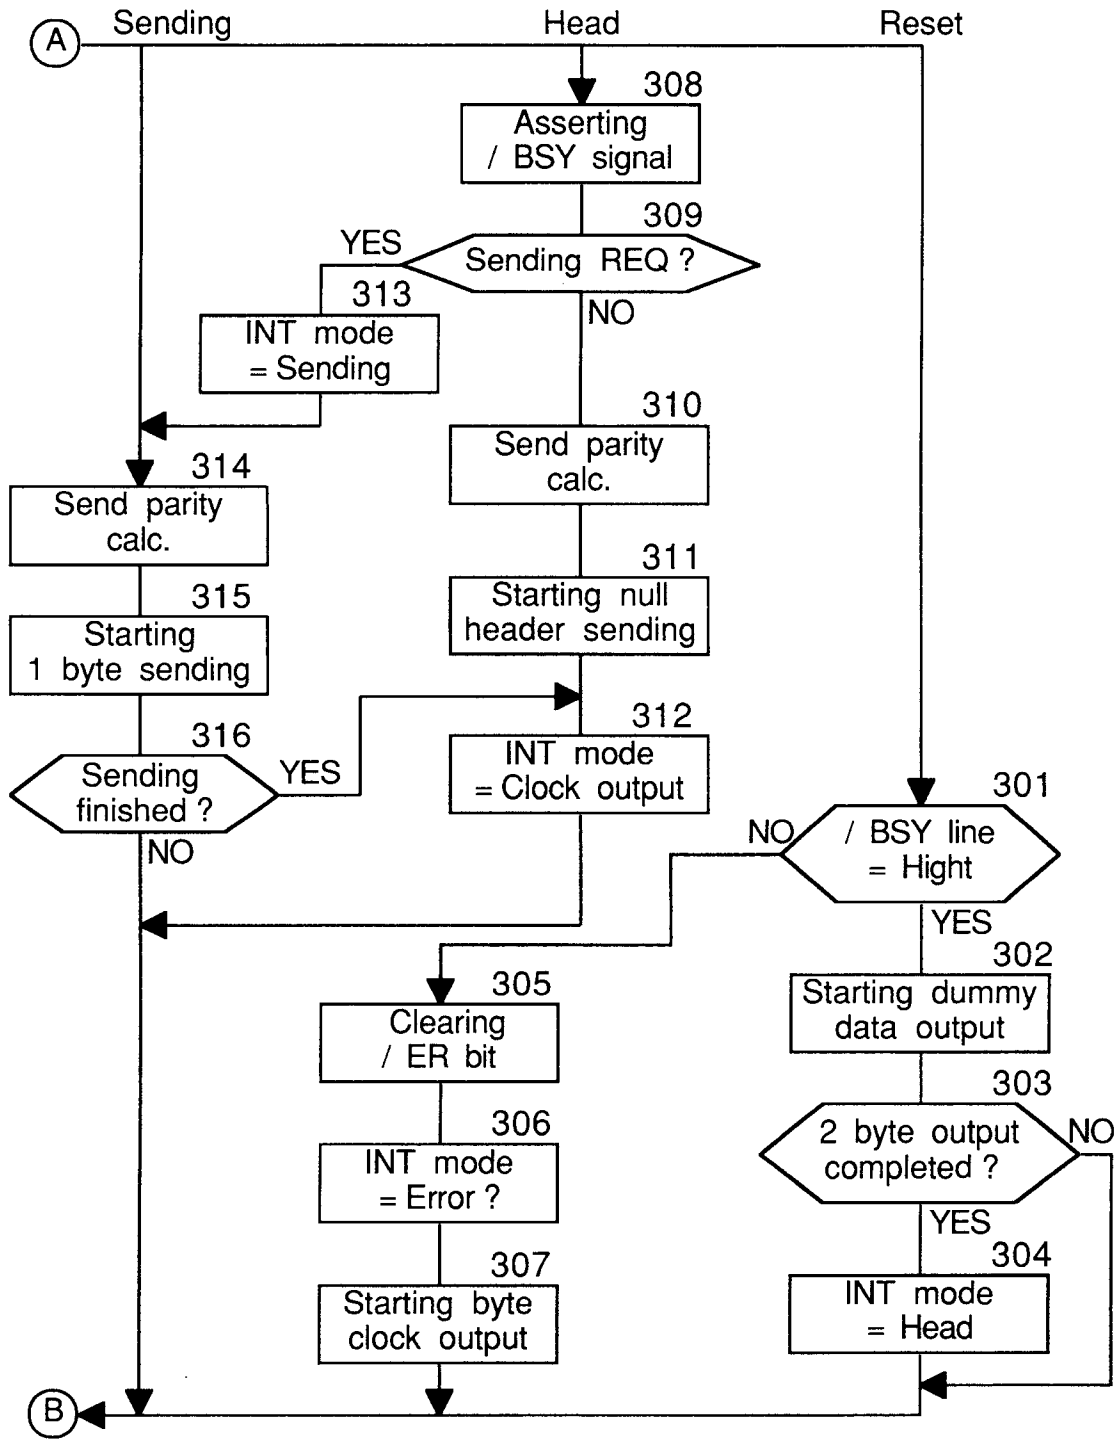 A
Sending
Head
Reset
308
Asserting
/ BSY signal
309
Sending REQ ?
YES
NO
313
INT mode
= Sending
310
Send parity
calc.
314
Send parity
calc.
311
Starting null
header sending
315
Starting
1 byte sending
312
INT mode
= Clock output
316
Sending
finished ?
YES
NO
301
/ BSY line
= Hight
NO
YES
302
Starting dummy
data output
305
Clearing
/ ER bit
303
2 byte output
completed ?
NO
YES
306
INT mode
= Error ?
304
INT mode
= Head
307
Starting byte
clock output
B